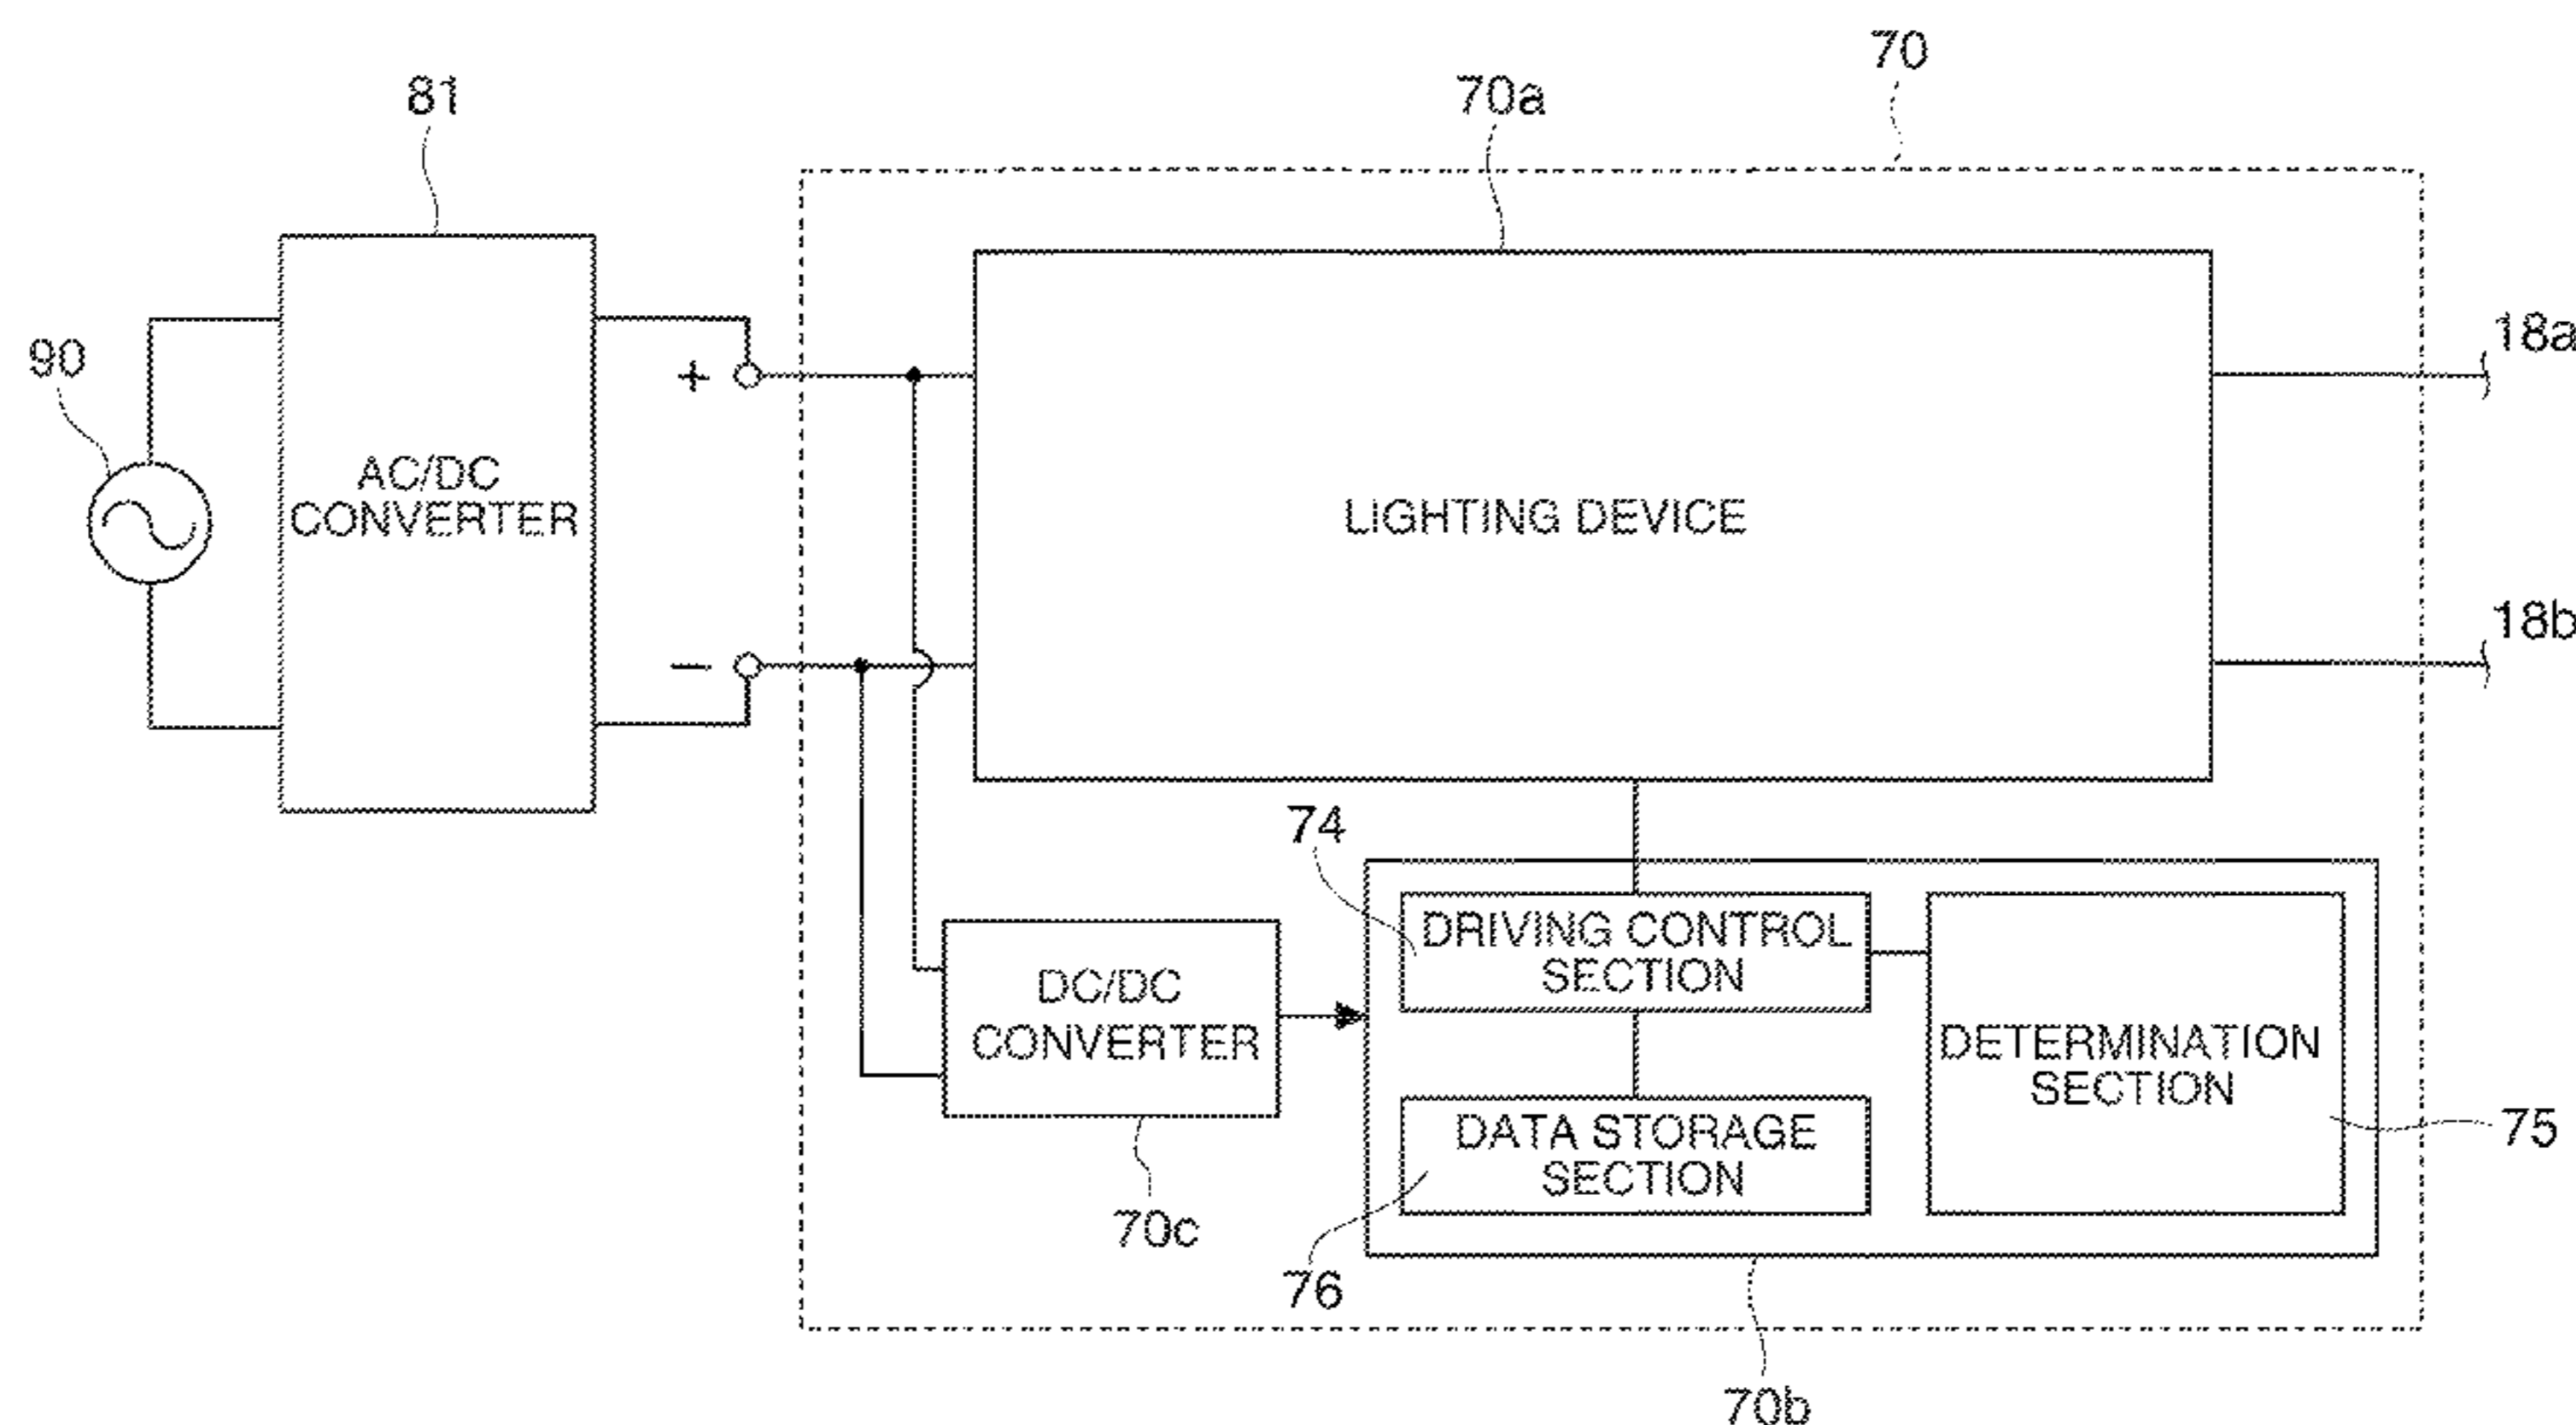 70
81
70a
90
18a
+
AC/DC
CONVERTER
LIGHTING DEVICE
18b
−
74
DRIVING CONTROL
SECTION
DC/DC
CONVERTER
DETERMINATION
SECTION
DATA STORAGE
SECTION
75
70c
76
70b